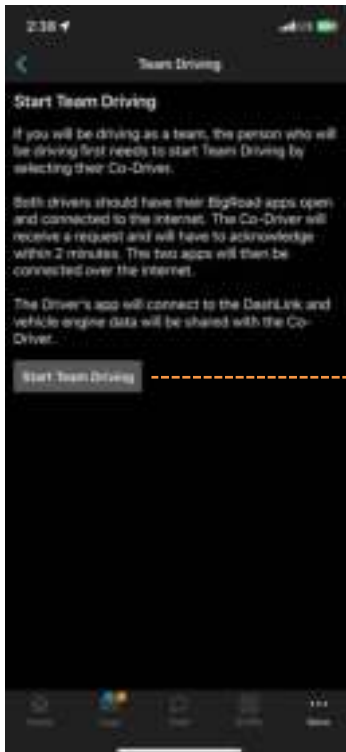 2:38
Team Driving
Start Team Driving
If you will be driving as a team, the person who will
be driving first needs to start Team Driving by
selecting their Co-Driver.
Both drivers should have their BigRoad apps open
and connected to the internet. The Co-Driver will
receive a request and will have to acknowledge
within 2 minutes. The two apps will then be
connected over the internet.
The Driver's app will connect to the DashLink and
vehicle engine data will be shared with the Co-
Driver.
Start Team Driving